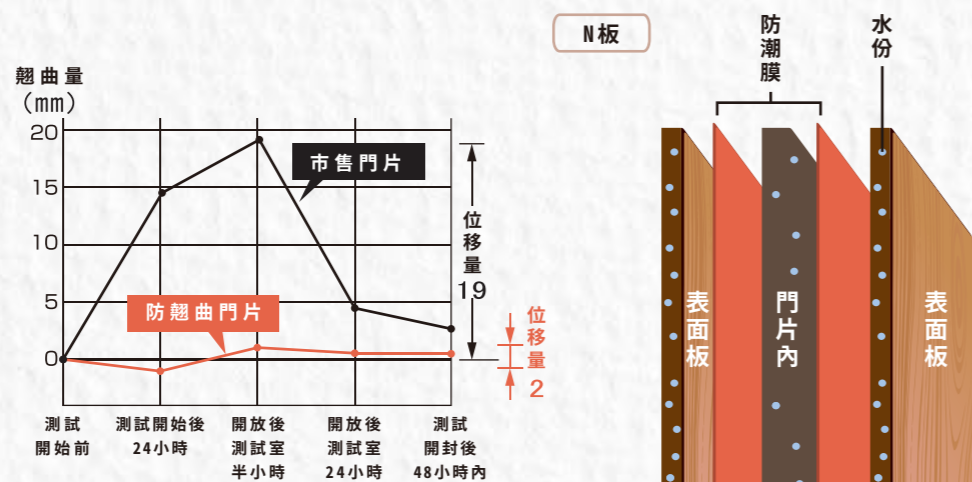 翹曲量
（mm）
20
15
10
5
0
市售門片
防翹曲門片
位移量
19
位移量
2
測試
開始前
測試開始後
24小時
開放後
測試室
半小時
開放後
測試室
24小時
測試
開封後
48小時內
N板
防潮膜
水份
表面板
門片內
表面板